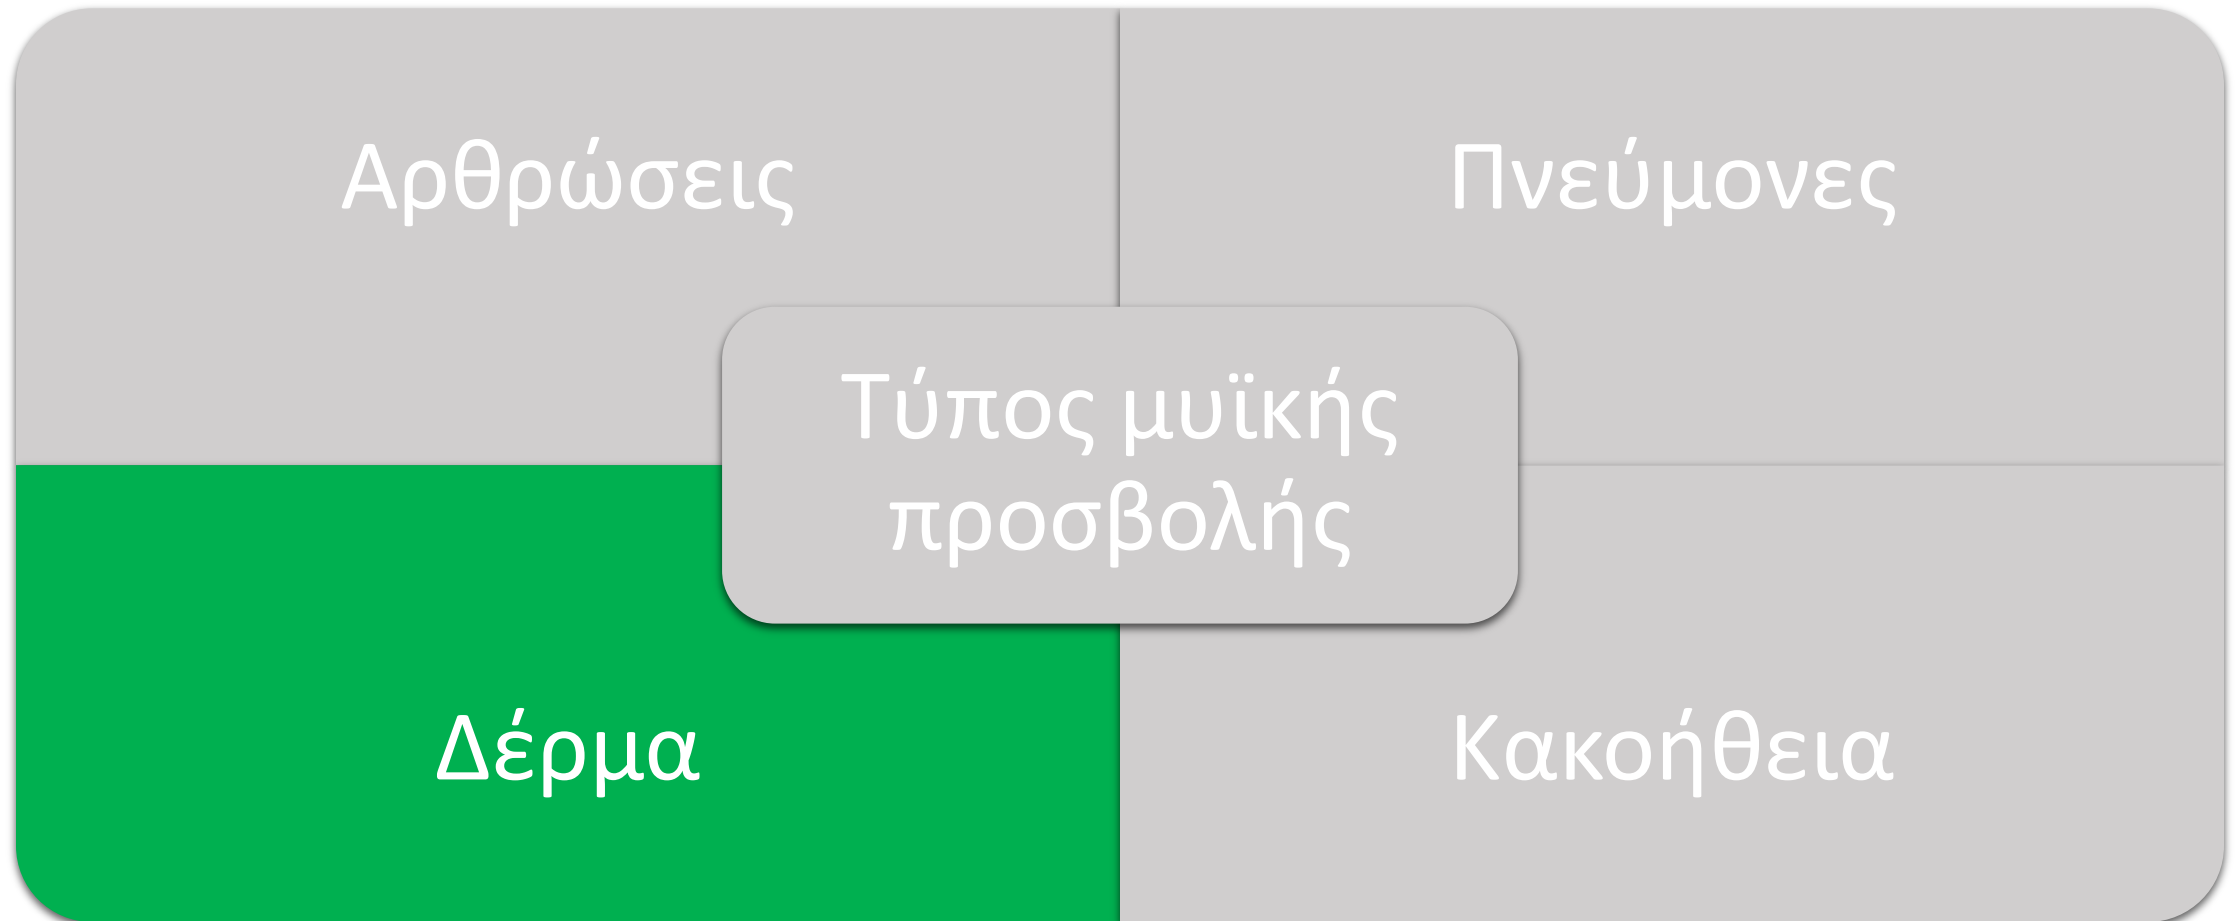 Αρθρώσεις
Πνεύμονες
Τύπος μυϊκής
προσβολής
Δέρμα
Κακοήθεια